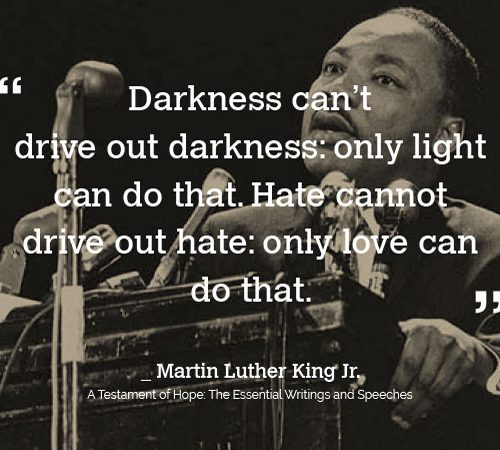 “
Darkness can’t
drive out darkness: only light
can do that. Hate cannot
drive out hate: only love can
do that.
”
_ Martin Luther King Jr.
A Testament of Hope: The Essential Writings and Speeches